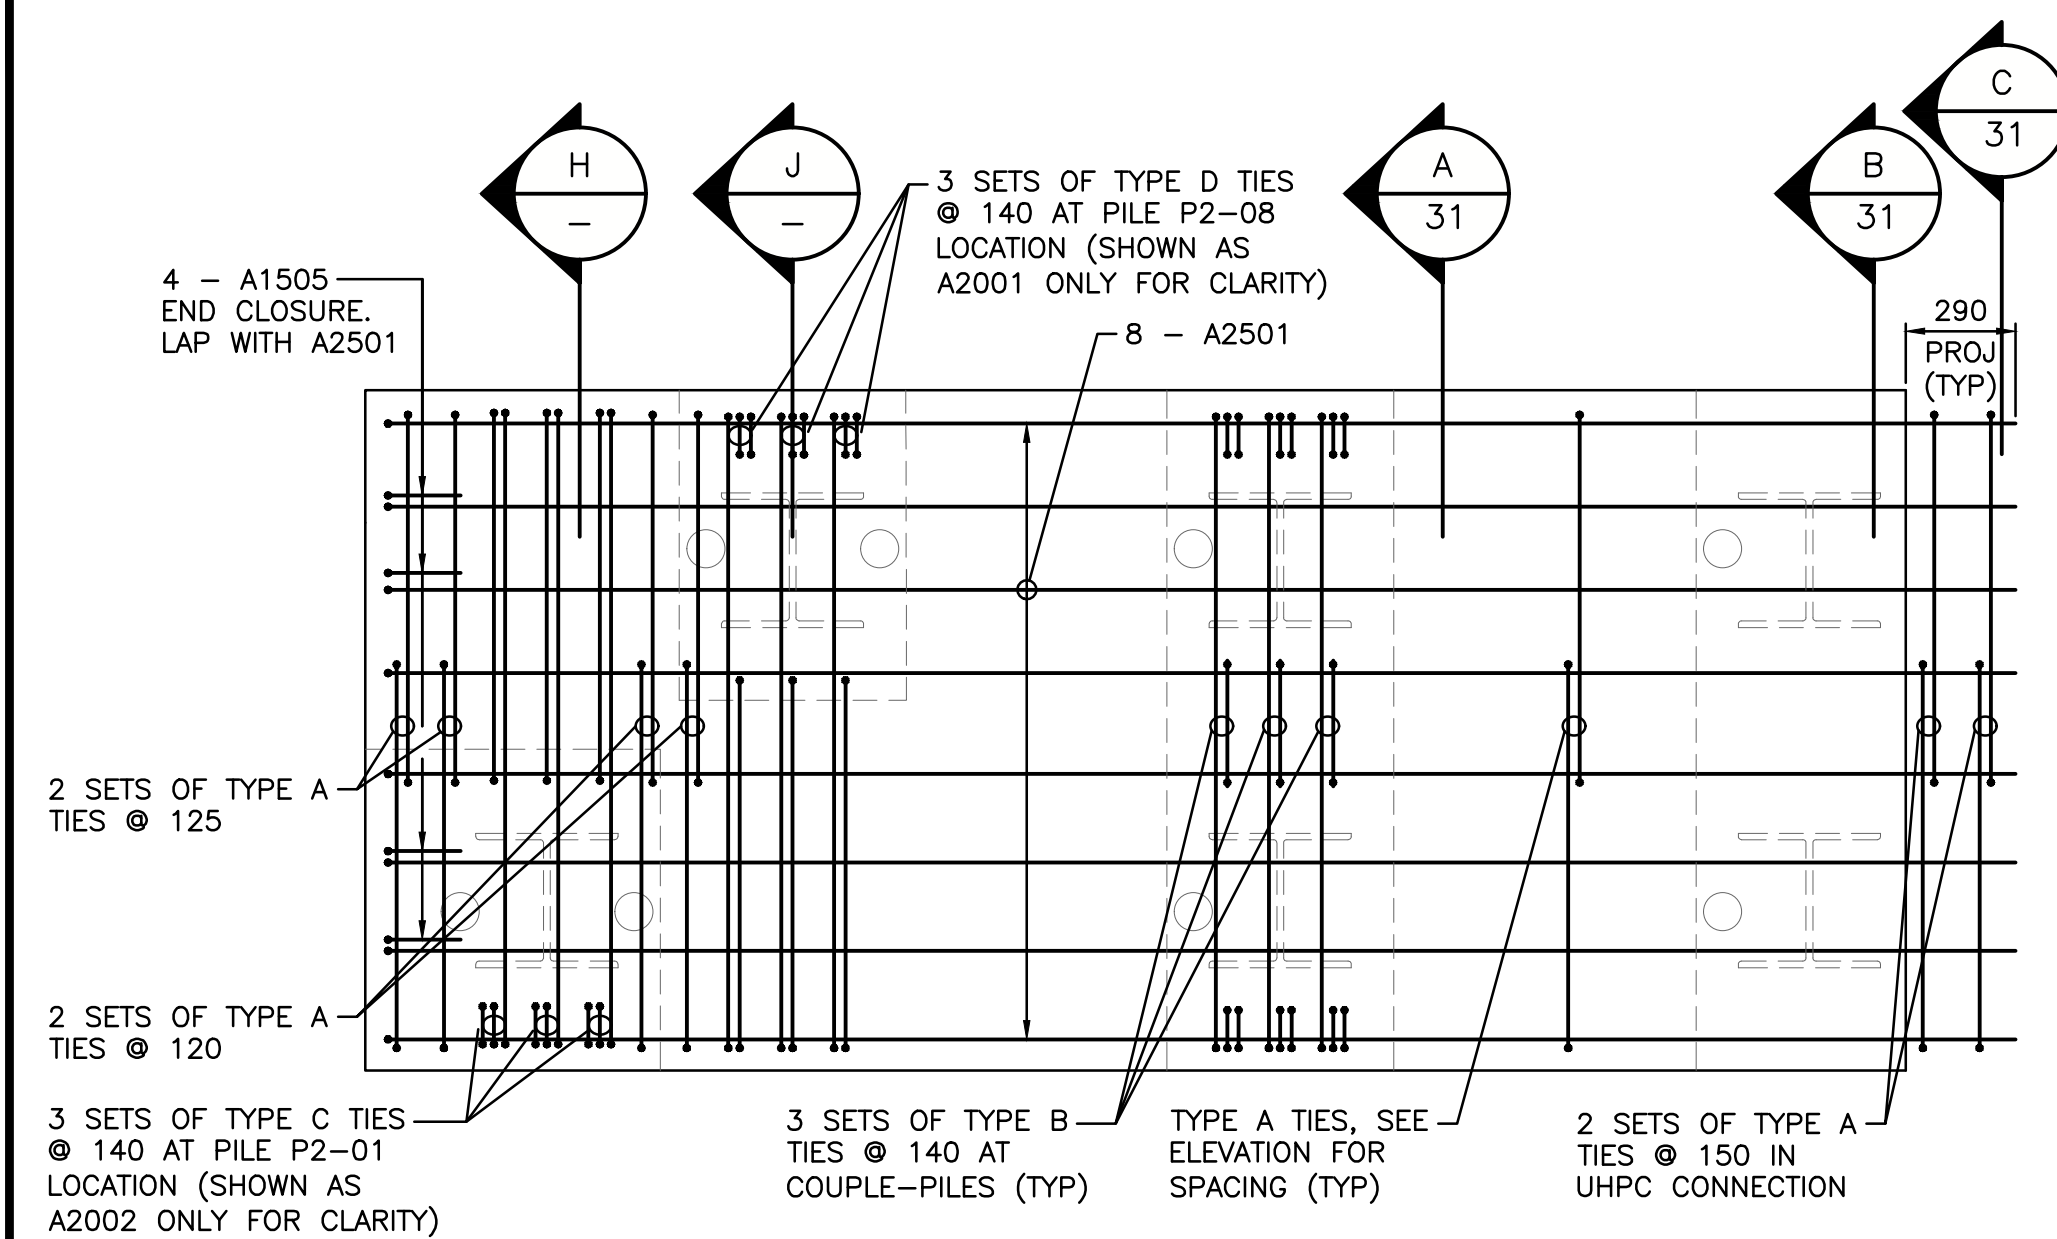 C
31
H
–
J
–
A
31
B
31
3 SETS OF TYPE D TIES
@ 140 AT PILE P2–08
LOCATION (SHOWN AS
A2001 ONLY FOR CLARITY)
4 – A1505
END CLOSURE.
LAP WITH A2501
8 – A2501
290
PROJ
(TYP)
2 SETS OF TYPE A
TIES @ 125
2 SETS OF TYPE A
TIES @ 120
3 SETS OF TYPE C TIES
@ 140 AT PILE P2–01
LOCATION (SHOWN AS
A2002 ONLY FOR CLARITY)
3 SETS OF TYPE B
TIES @ 140 AT
COUPLE–PILES (TYP)
TYPE A TIES, SEE
ELEVATION FOR
SPACING (TYP)
2 SETS OF TYPE A
TIES @ 150 IN
UHPC CONNECTION